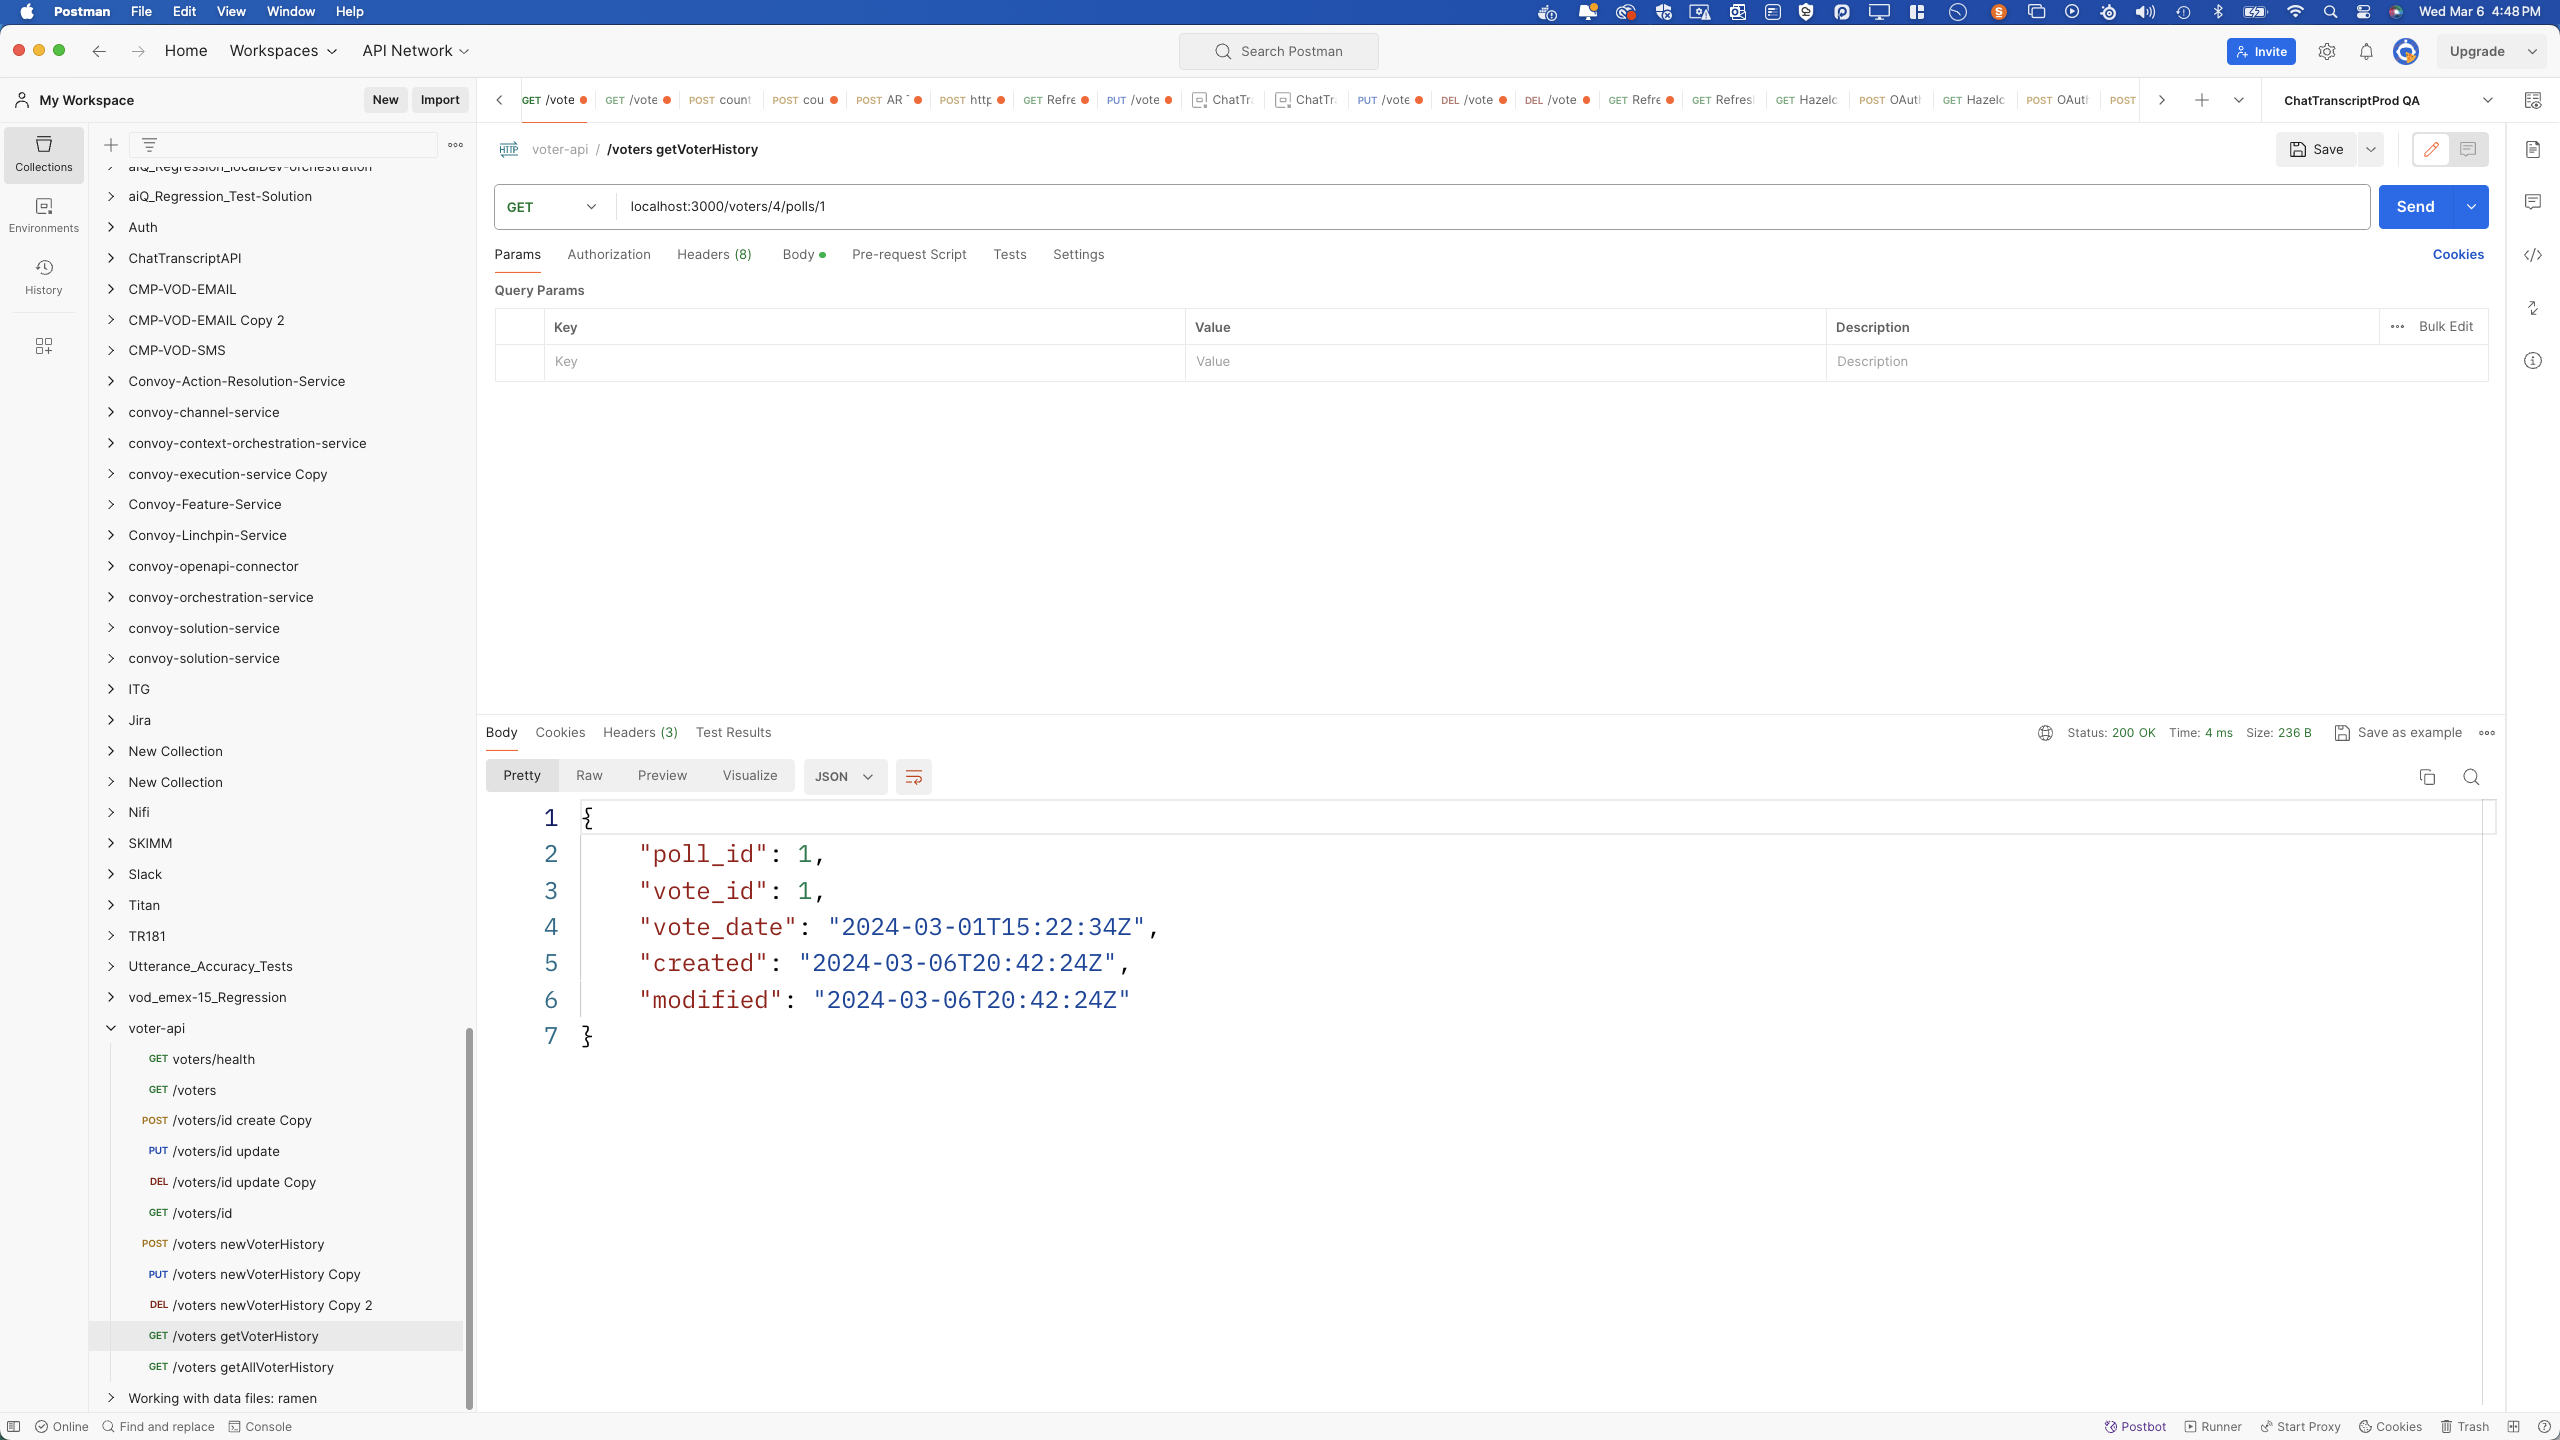 Postman File Edit View Window Help
Wed Mar 6 4:48 PM
Home Workspaces API Network
Search Postman
Invite
Upgrade
My Workspace
New Import
GET /vote
GET /vote
POST count
POST cou
POST AR
POST http
GET Refre
PUT /vote
ChatTr
ChatTr
PUT /vote
DEL /vote
DEL /vote
GET Refre
GET Refres
GET Hazelc
POST OAut
GET Hazelc
POST OAut
POST
ChatTranscriptProd QA
Collections
Environments
History
aiQ_Regression_localDev-orchestration
aiQ_Regression_Test-Solution
Auth
ChatTranscriptAPI
CMP-VOD-EMAIL
CMP-VOD-EMAIL Copy 2
CMP-VOD-SMS
Convoy-Action-Resolution-Service
convoy-channel-service
convoy-context-orchestration-service
convoy-execution-service Copy
Convoy-Feature-Service
Convoy-Linchpin-Service
convoy-openapi-connector
convoy-orchestration-service
convoy-solution-service
convoy-solution-service
ITG
Jira
New Collection
New Collection
Nifi
SKIMM
Slack
Titan
TR181
Utterance_Accuracy_Tests
vod_emex-15_Regression
voter-api
GET voters/health
GET /voters
POST /voters/id create Copy
PUT /voters/id update
DEL /voters/id update Copy
GET /voters/id
POST /voters newVoterHistory
PUT /voters newVoterHistory Copy
DEL /voters newVoterHistory Copy 2
GET /voters getVoterHistory
GET /voters getAllVoterHistory
Working with data files: ramen
HTTP voter-api / /voters getVoterHistory
Save
GET localhost:3000/voters/4/polls/1
Send
Params Authorization Headers (8) Body Pre-request Script Tests Settings
Cookies
Query Params
Key Value Description Bulk Edit
Key Value Description
Body Cookies Headers (3) Test Results
Status: 200 OK Time: 4 ms Size: 236 B Save as example
Pretty Raw Preview Visualize JSON
1 {
2 "poll_id": 1,
3 "vote_id": 1,
4 "vote_date": "2024-03-01T15:22:34Z",
5 "created": "2024-03-06T20:42:24Z",
6 "modified": "2024-03-06T20:42:24Z"
7 }
Online Find and replace Console
Postbot Runner Start Proxy Cookies Trash